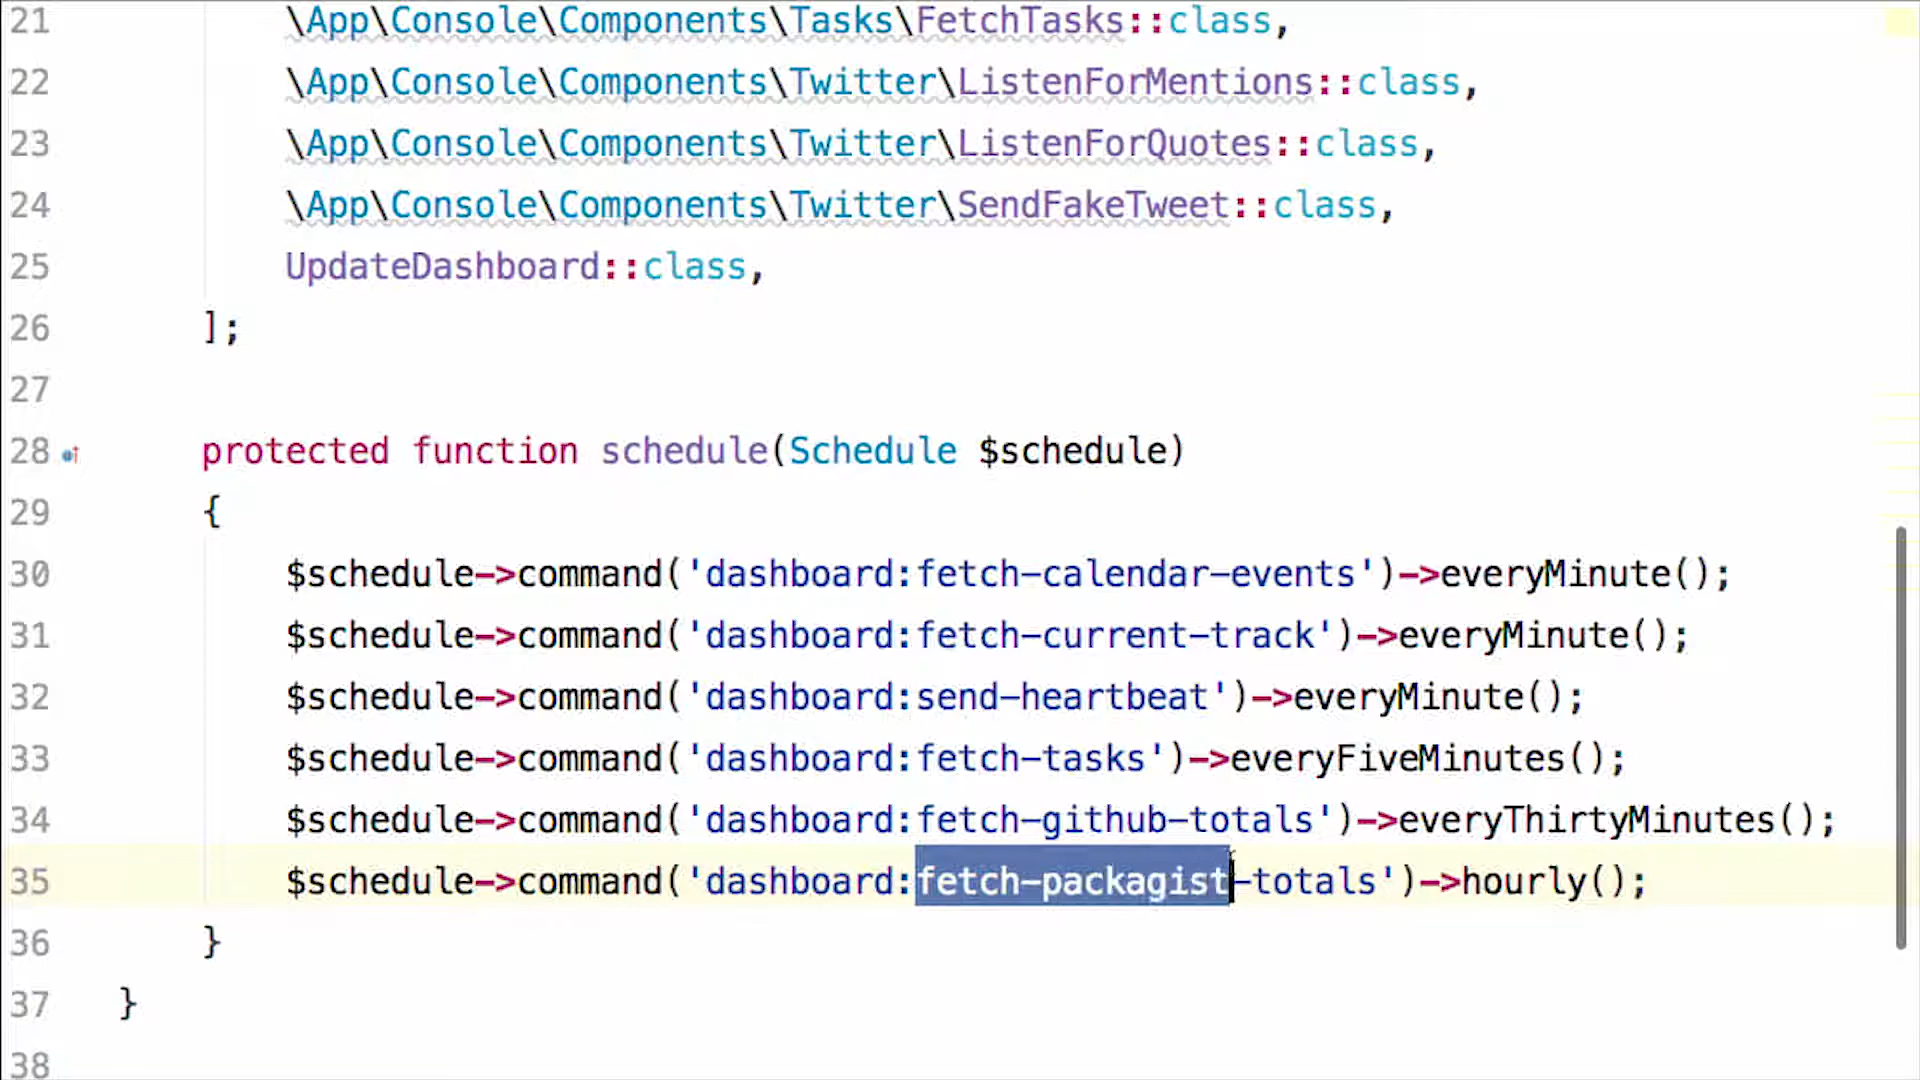 21 \App\Console\Components\Tasks\FetchTasks::class,
22 \App\Console\Components\Twitter\ListenForMentions::class,
23 \App\Console\Components\Twitter\ListenForQuotes::class,
24 \App\Console\Components\Twitter\SendFakeTweet::class,
25 UpdateDashboard::class,
26 ];
27
28 protected function schedule(Schedule $schedule)
29 {
30 $schedule->command('dashboard:fetch-calendar-events')->everyMinute();
31 $schedule->command('dashboard:fetch-current-track')->everyMinute();
32 $schedule->command('dashboard:send-heartbeat')->everyMinute();
33 $schedule->command('dashboard:fetch-tasks')->everyFiveMinutes();
34 $schedule->command('dashboard:fetch-github-totals')->everyThirtyMinutes();
35 $schedule->command('dashboard:fetch-packagist-totals')->hourly();
36 }
37 }
38